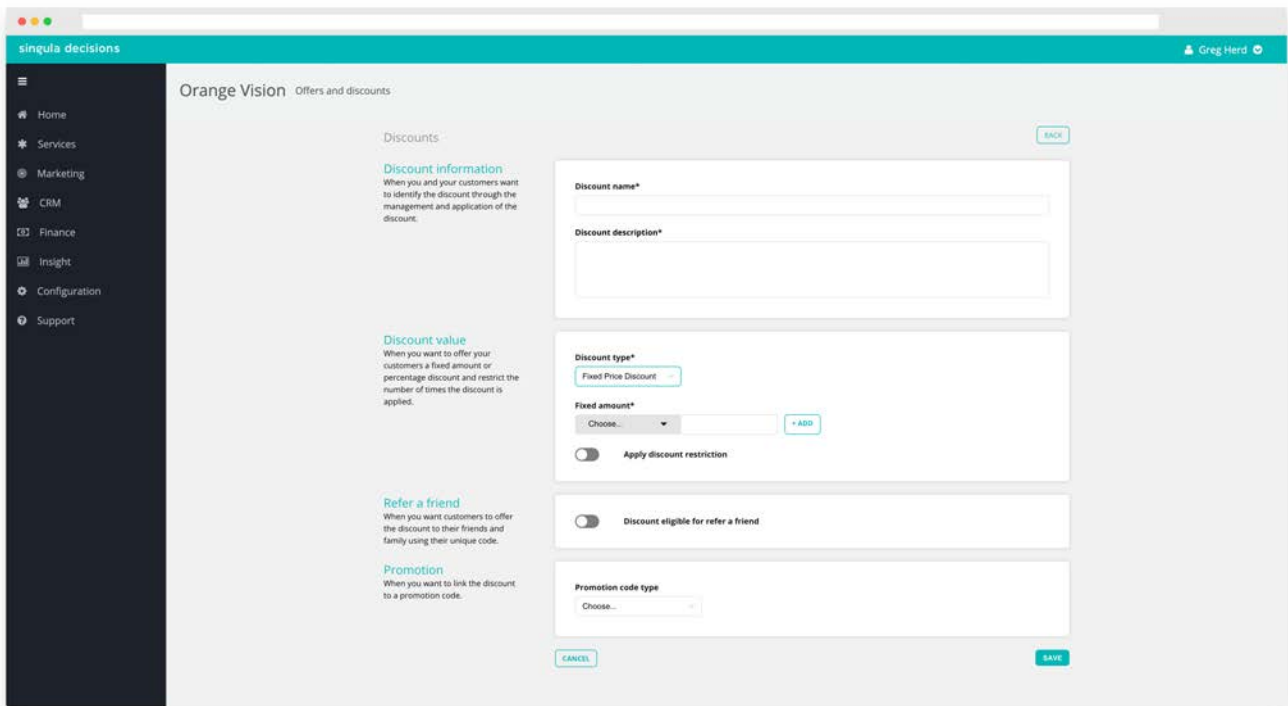 singula decisions
Greg Herd
Orange Vision Offers and discounts
Home
Services
Marketing
CRM
Finance
Insight
Configuration
Support
Discounts
BACK
Discount information
When you and your customers want
to identify the discount through the
management and application of the
discount.
Discount name*
Discount description*
Discount value
When you want to offer your
customers a fixed amount or
percentage discount and restrict the
number of times the discount is
applied.
Discount type*
Fixed Price Discount
Fixed amount*
Choose...
+ ADD
Apply discount restriction
Refer a friend
When you want customers to offer
the discount to their friends and
family using their unique code.
Discount eligible for refer a friend
Promotion
When you want to link the discount
to a promotion code.
Promotion code type
Choose...
CANCEL
SAVE